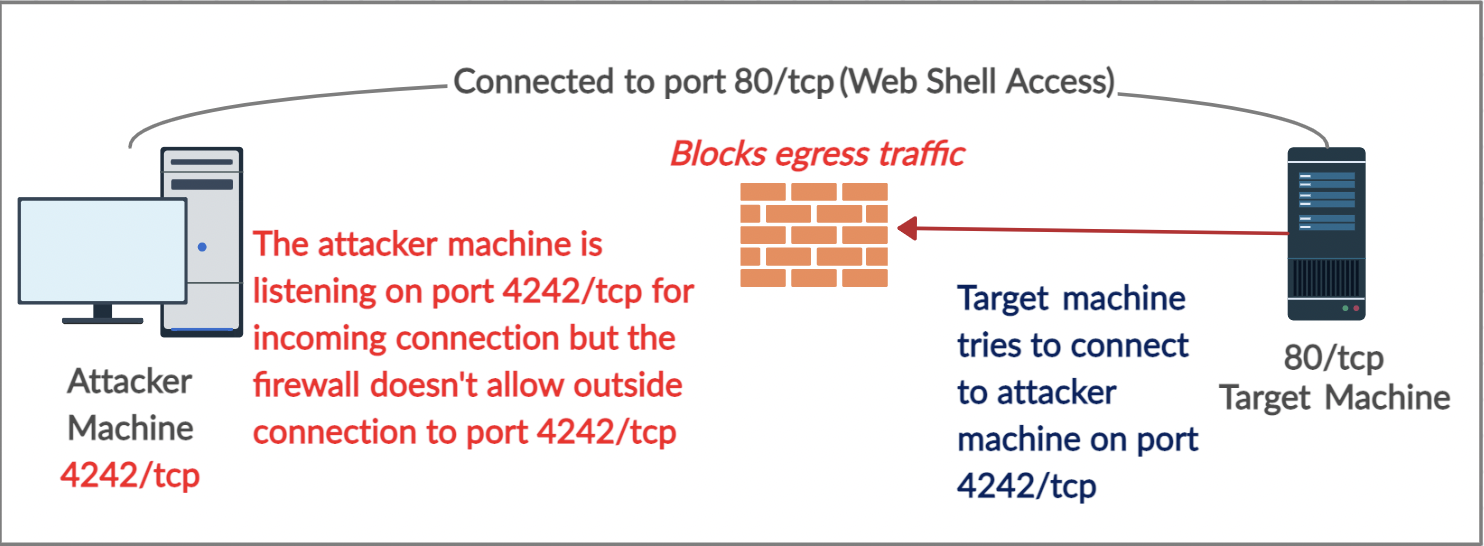 Connected to port 80/tcp (Web Shell Access)
Blocks egress traffic
The attacker machine is
listening on port 4242/tcp for
incoming connection but the
firewall doesn't allow outside
connection to port 4242/tcp
Attacker
Machine
4242/tcp
Target machine
tries to connect
to attacker
machine on port
4242/tcp
80/tcp
Target Machine